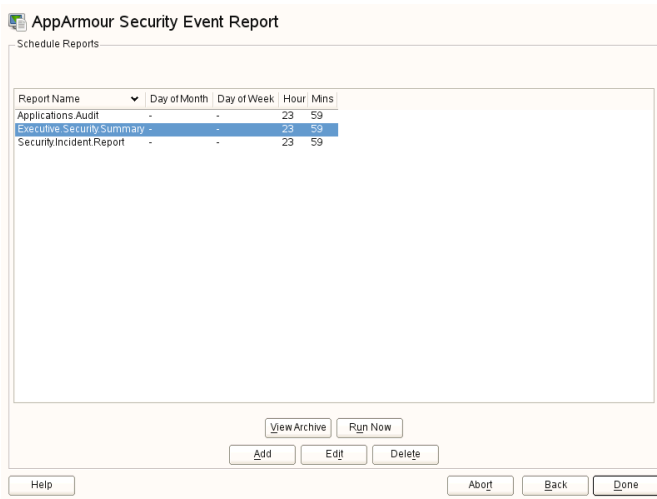 AppArmour Security Event Report
Schedule Reports
Report Name Day of Month Day of Week Hour Mins
Applications.Audit - - 23 59
Executive.Security.Summary - - 23 59
Security.Incident.Report - - 23 59
View Archive Run Now
Add Edit Delete
Help Abort Back Done